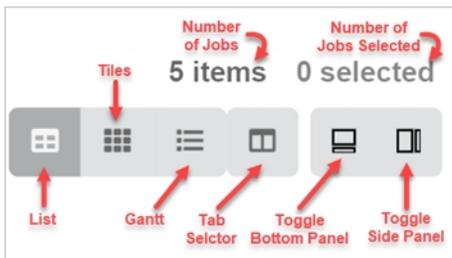 Number
of Jobs
Number of
Jobs Selected
Tiles
5 items
0 selected
List
Gantt
Tab
Selctor
Toggle
Bottom Panel
Toggle
Side Panel